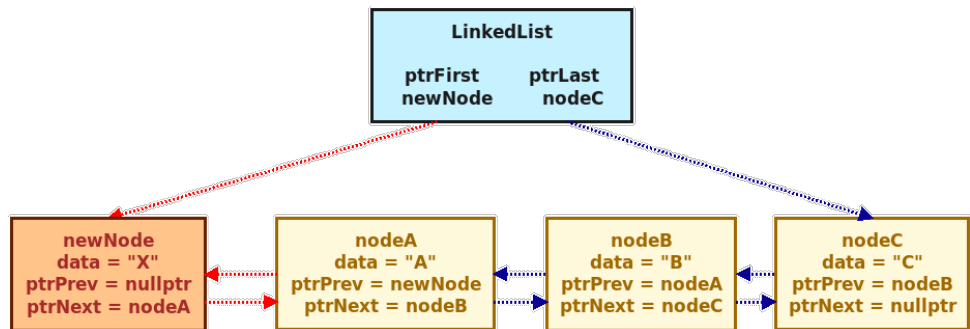 LinkedList
ptrFirst ptrLast
newNode nodeC
newNode
data = "X"
ptrPrev = nullptr
ptrNext = nodeA
nodeA
data = "A"
ptrPrev = newNode
ptrNext = nodeB
nodeB
data = "B"
ptrPrev = nodeA
ptrNext = nodeC
nodeC
data = "C"
ptrPrev = nodeB
ptrNext = nullptr